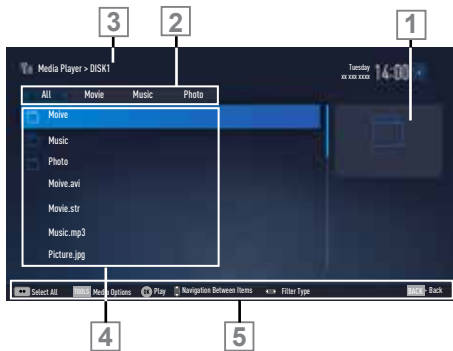 3 2 1
Media Player > DISK1
Tuesday
xx xxx xxxx
14:00
All Movie Music Photo
Moive
Music
Photo
Moive.avi
Movie.str
Music.mp3
Picture.jpg
Select All TOOLS Media Options OK Play Navigation Between Items Filter Type BACK - Back
4 5